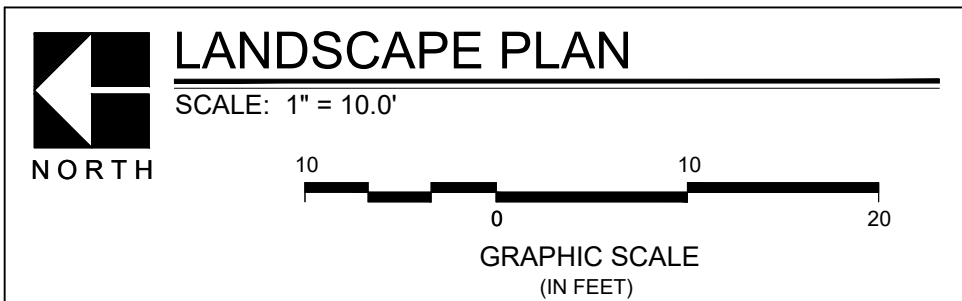 LANDSCAPE PLAN
SCALE: 1" = 10.0'
NORTH
10 10
0 20
GRAPHIC SCALE
(IN FEET)